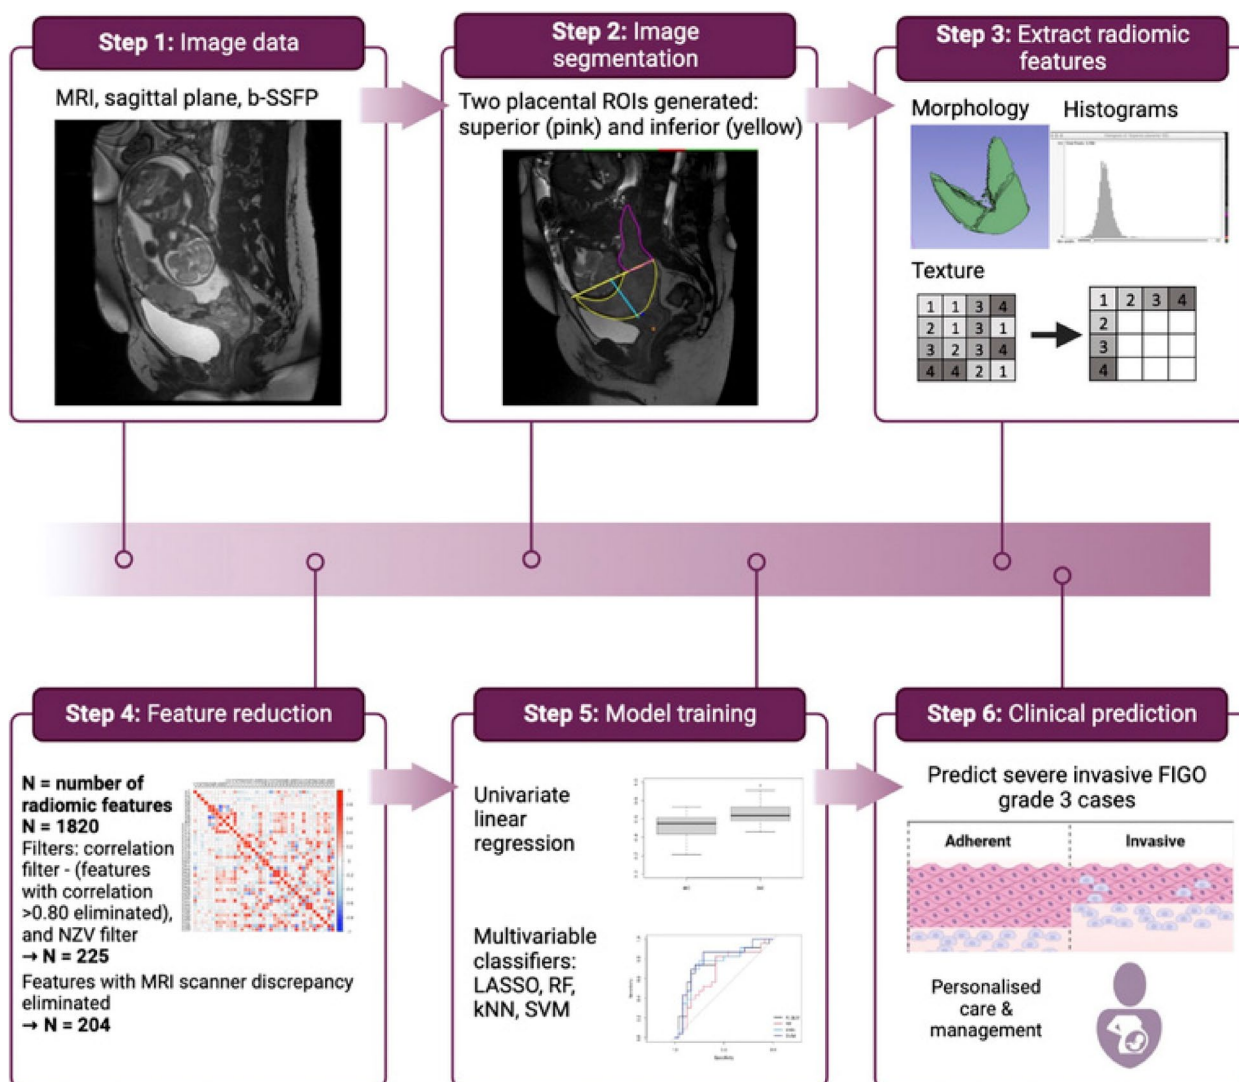 Step 1: Image data
MRI, sagittal plane, b-SSFP
Step 2: Image
segmentation
Two placental ROIs generated:
superior (pink) and inferior (yellow)
Step 3: Extract radiomic
features
Morphology
Histograms
Texture
1 1 3 4
2 1 3 1
3 2 3 4
4 4 2 1
1 2 3 4
2
3
4
Step 4: Feature reduction
N = number of
radiomic features
N = 1820
Filters: correlation
filter - (features
with correlation
>0.80 eliminated),
and NZV filter
→ N = 225
Features with MRI scanner discrepancy
eliminated
→ N = 204
Step 5: Model training
Univariate
linear
regression
Multivariable
classifiers:
LASSO, RF,
kNN, SVM
Step 6: Clinical prediction
Predict severe invasive FIGO
grade 3 cases
Adherent
Invasive
Personalised
care &
management